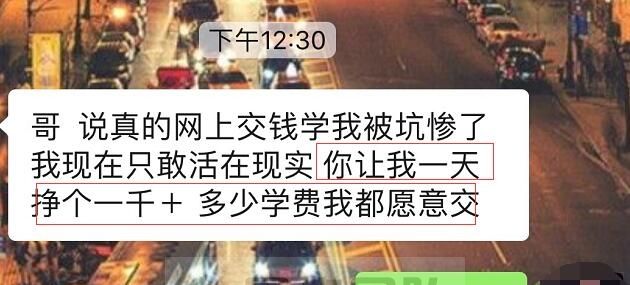 下午12:30
哥 说真的网上交钱学我被坑惨了
我现在只敢活在现实 你让我一天
挣个一千＋ 多少学费我都愿意交